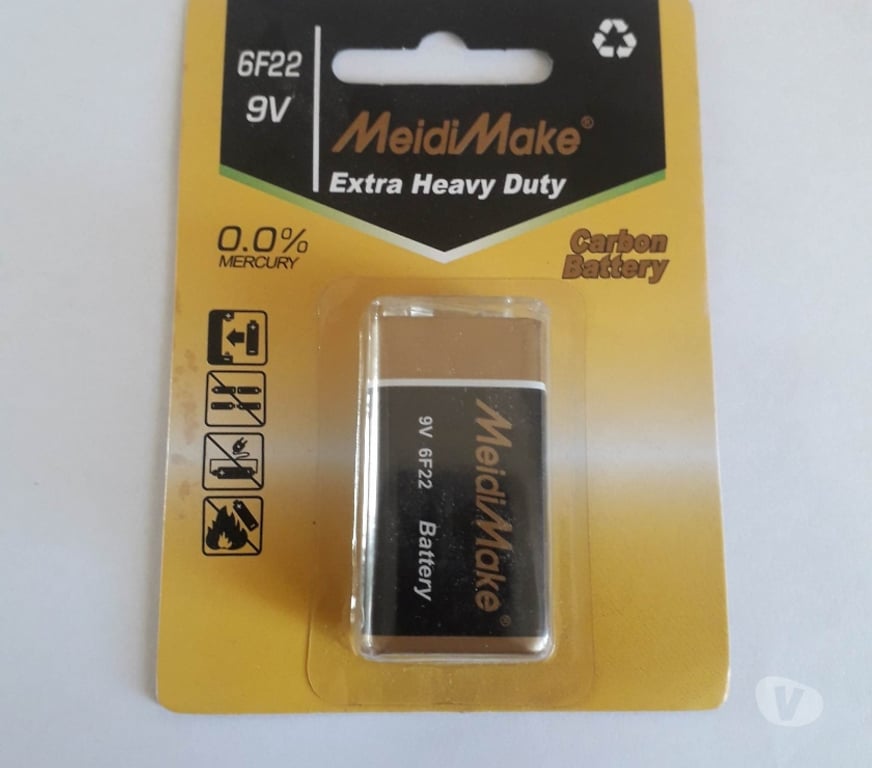 6F22
9V
MeidiMake®
Extra Heavy Duty
0.0%
MERCURY
Carbon
Battery
MeidiMake®
9V 6F22 Battery
V